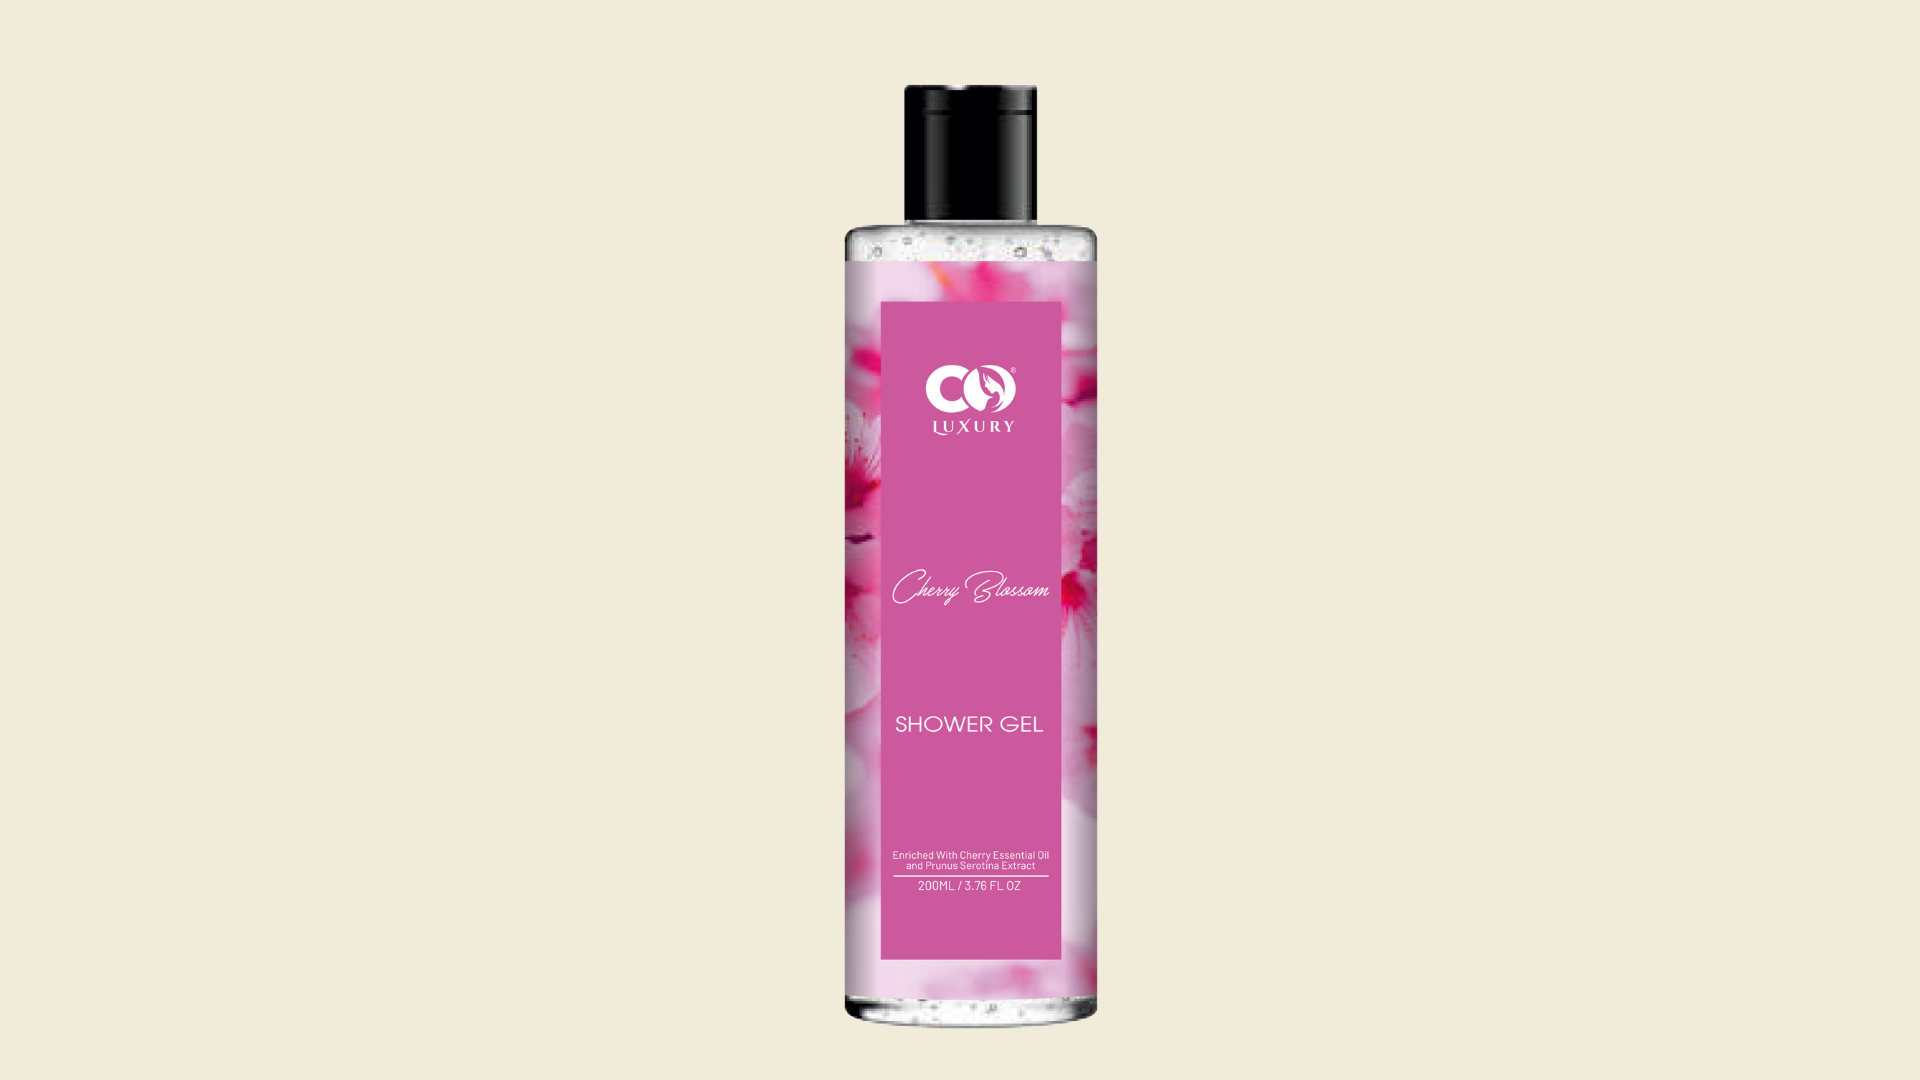 CO®
LUXURY
Cherry Blossom
SHOWER GEL
Enriched With Cherry Essential Oil
and Prunus Serotina Extract
200ML / 3.76 FL OZ